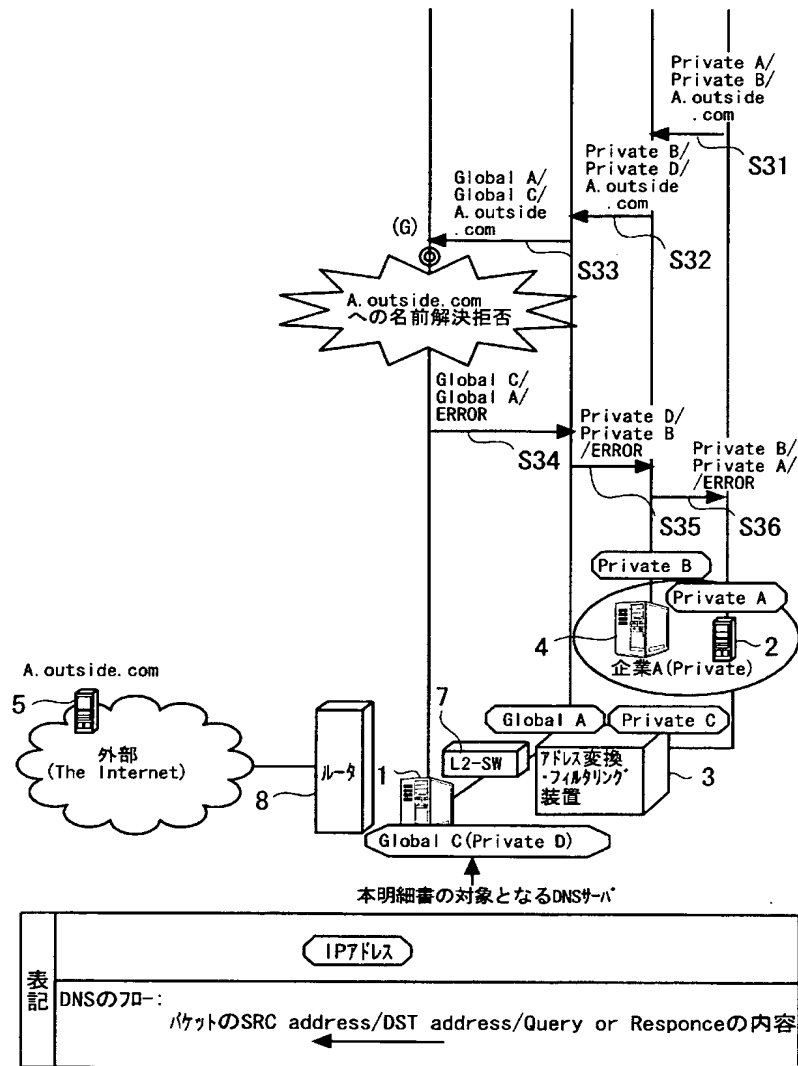 Private A/
Private B/
A.outside
.com
S31
Private B/
Private D/
A.outside
.com
S32
Global A/
Global C/
A.outside
.com
(G)
S33
A.outside.com
への名前解決拒否
Global C/
Global A/
ERROR
S34
Private D/
Private B
/ERROR
S35
Private B/
Private A/
/ERROR
S36
Private B
Private A
4
2
企業A(Private)
A.outside.com
5
外部
(The Internet)
ルータ
8
1
7
L2-SW
Global A
Private C
アドレス変換
・フィルタリング
装置
3
Global C(Private D)
本明細書の対象となるDNSサーバ
表記
IPアドレス
DNSのフロー:
パケットのSRC address/DST address/Query or Responceの内容